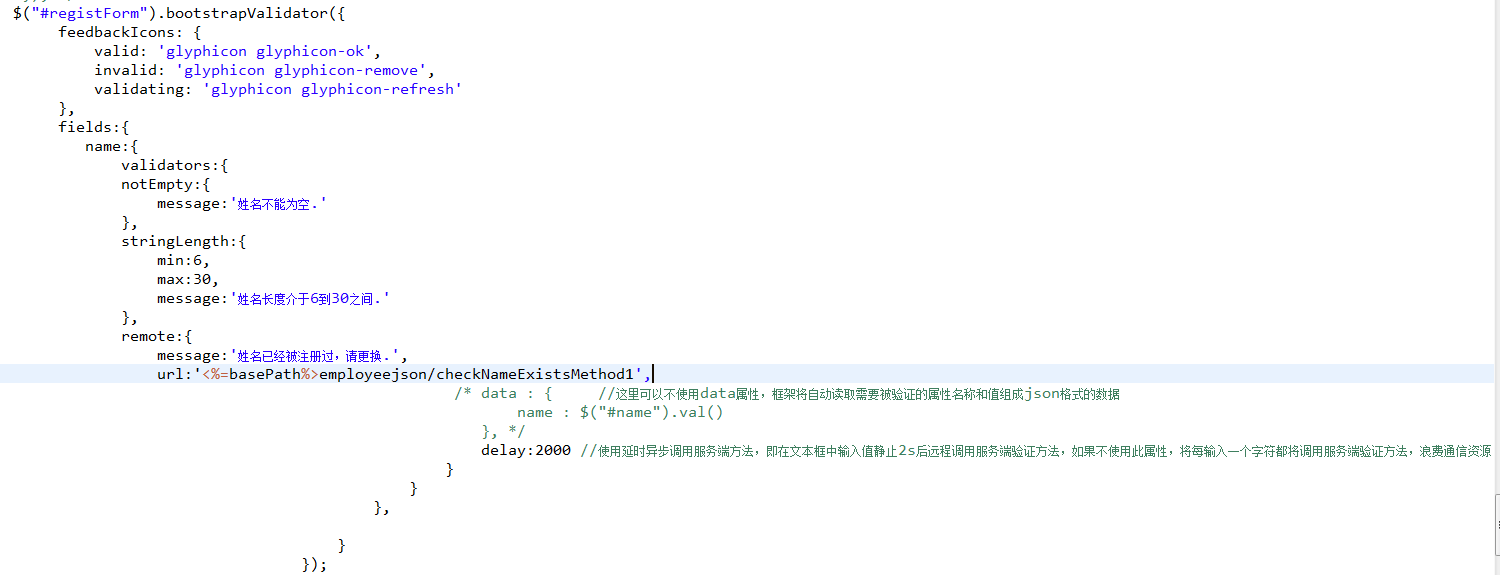 $("#registForm").bootstrapValidator({
feedbackIcons: {
valid: 'glyphicon glyphicon-ok',
invalid: 'glyphicon glyphicon-remove',
validating: 'glyphicon glyphicon-refresh'
},
fields:{
name:{
validators:{
notEmpty:{
message:'姓名不能为空.'
},
stringLength:{
min:6,
max:30,
message:'姓名长度介于6到30之间.'
},
remote:{
message:'姓名已经被注册过,请更换.',
url:'<%=basePath%>employeejson/checkNameExistsMethod1',
/* data : { //这里可以不使用data属性，框架将自动读取需要被验证的属性名称和值组成json格式的数据
name : $("#name").val()
}, */
delay:2000 //使用延时异步调用服务端方法，即在文本框中输入值静止2s后远程调用服务端验证方法，如果不使用此属性，将每输入一个字符都将调用服务端验证方法，浪费通信资源
}
}
},
}
});